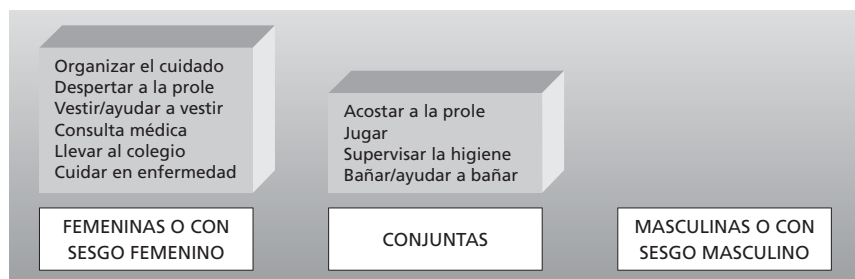 Organizar el cuidado
Despertar a la prole
Vestir/ayudar a vestir
Consulta médica
Llevar al colegio
Cuidar en enfermedad
Acostar a la prole
Jugar
Supervisar la higiene
Bañar/ayudar a bañar
FEMENINAS O CON
SESGO FEMENINO
CONJUNTAS
MASCULINAS O CON
SESGO MASCULINO